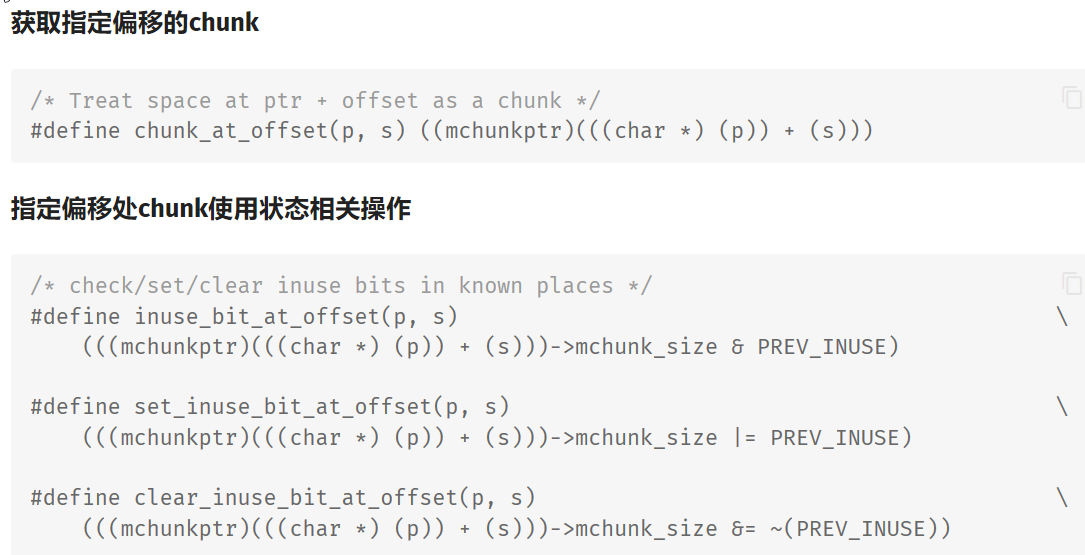 获取指定偏移的chunk
/* Treat space at ptr + offset as a chunk */
#define chunk_at_offset(p, s) ((mchunkptr)(((char *) (p)) + (s)))
指定偏移处chunk使用状态相关操作
/* check/set/clear inuse bits in known places */
#define inuse_bit_at_offset(p, s) \
(((mchunkptr)(((char *) (p)) + (s)))->mchunk_size & PREV_INUSE)
#define set_inuse_bit_at_offset(p, s) \
(((mchunkptr)(((char *) (p)) + (s)))->mchunk_size |= PREV_INUSE)
#define clear_inuse_bit_at_offset(p, s) \
(((mchunkptr)(((char *) (p)) + (s)))->mchunk_size &= ~(PREV_INUSE))